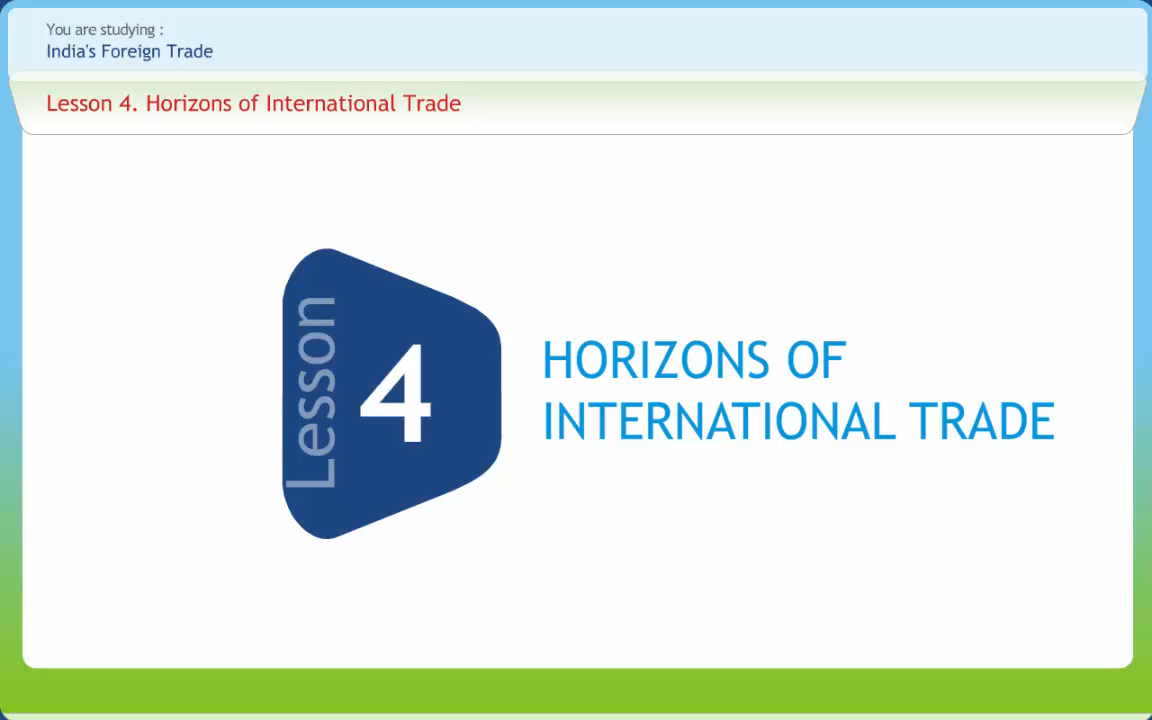 You are studying :
India's Foreign Trade
Lesson 4. Horizons of International Trade
Lesson
4
HORIZONS OF
INTERNATIONAL TRADE